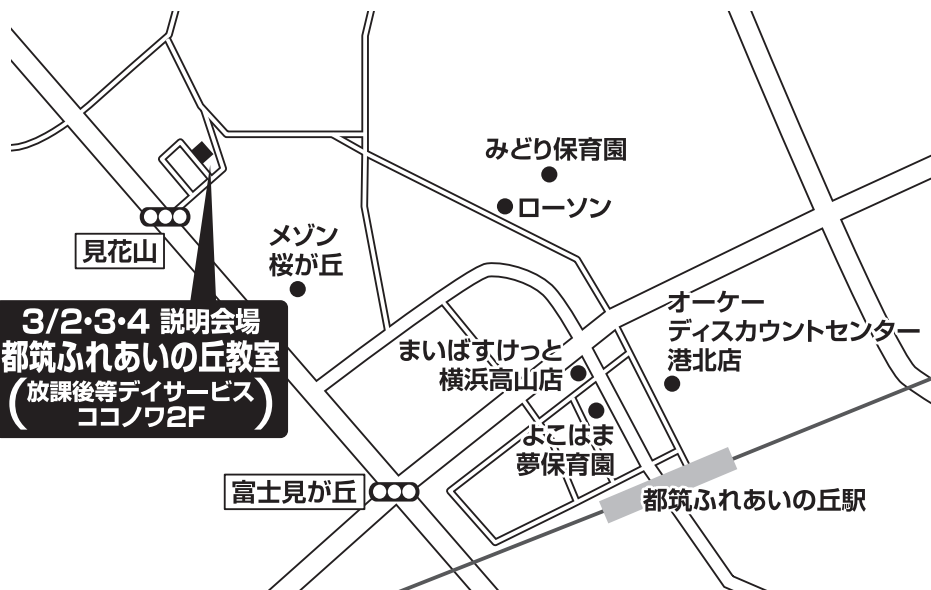 みどり保育園
ローソン
見花山
メゾン
桜が丘
3/2・3・4 説明会場
都筑ふれあいの丘教室
(放課後等デイサービス
ココノワ2F)
オーケー
ディスカウントセンター
港北店
まいばすけっと
横浜高山店
よこはま
夢保育園
富士見が丘
都筑ふれあいの丘駅